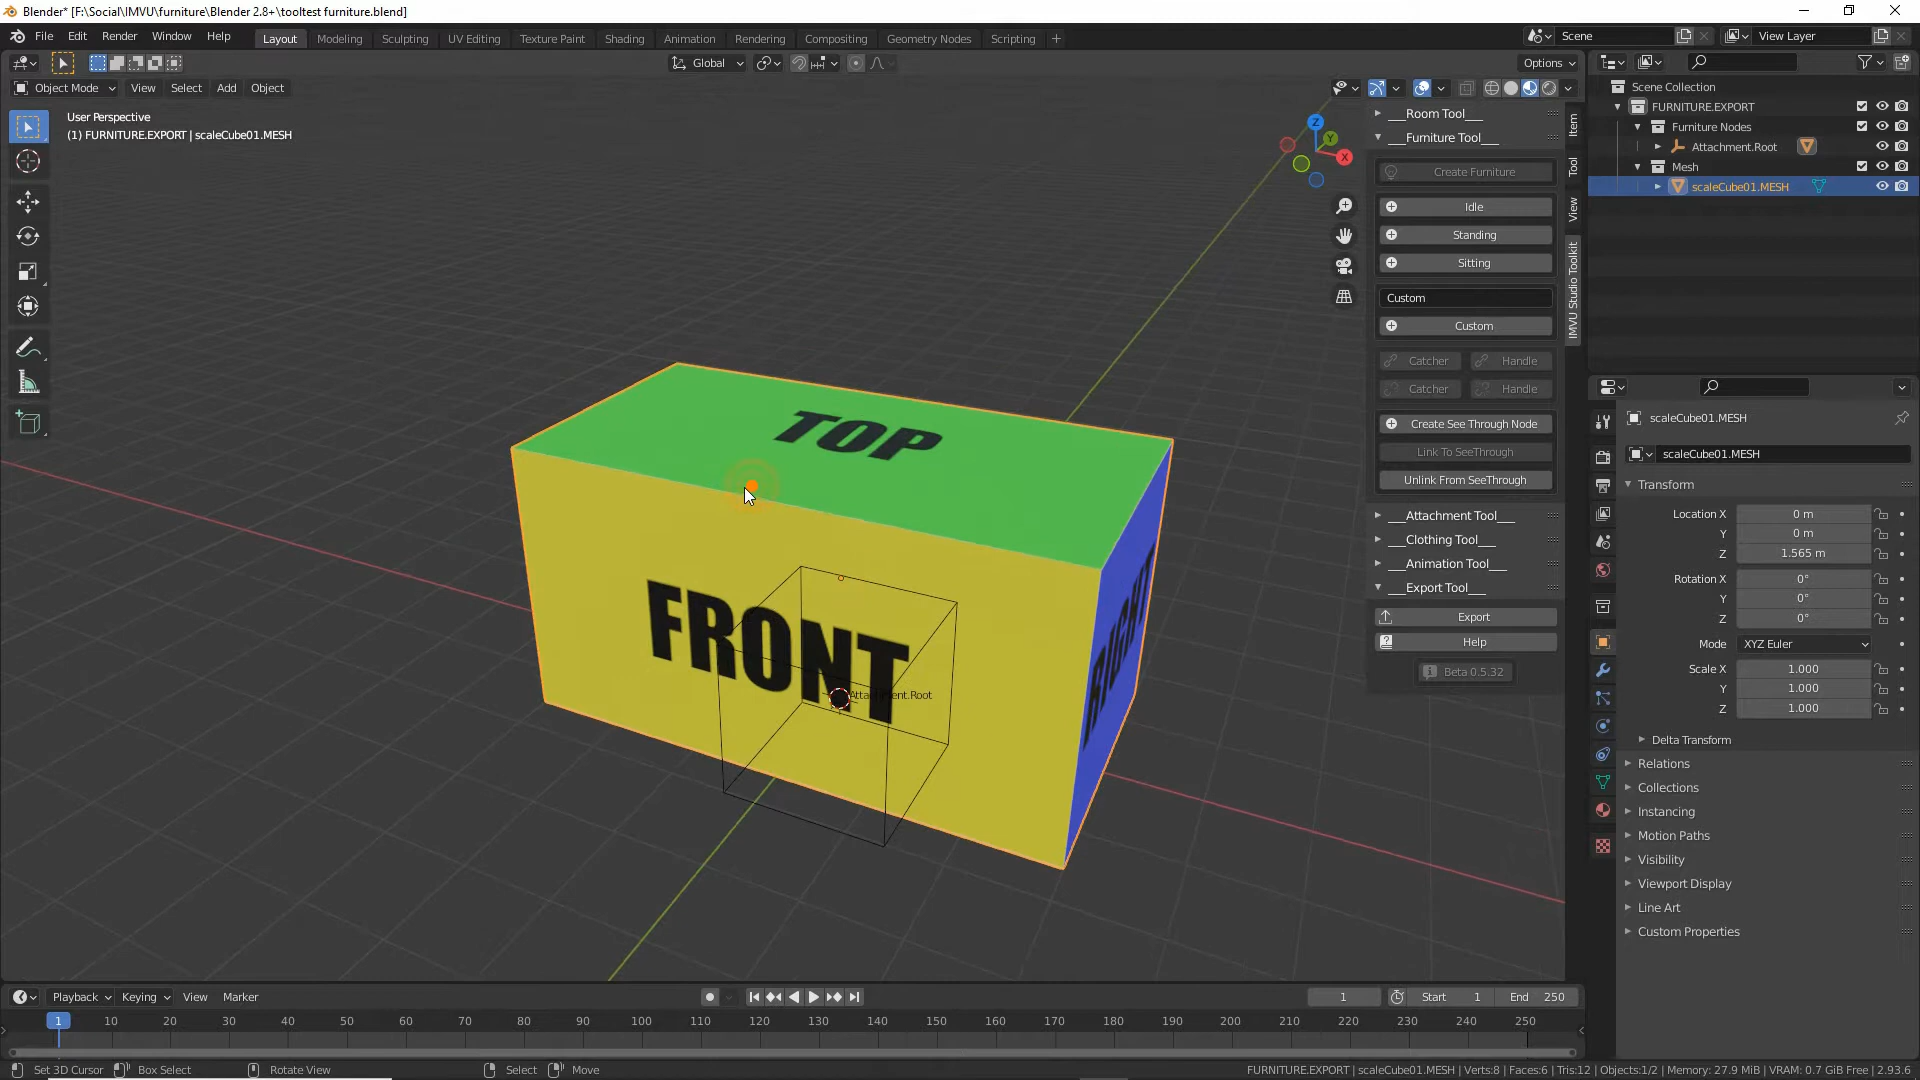 Blender* [F:\Social\IMVU\furniture\Blender 2.8+\tooltest furniture.blend]
File Edit Render Window Help
Layout Modeling Sculpting UV Editing Texture Paint Shading Animation Rendering Compositing Geometry Nodes Scripting +
Scene
View Layer
Global
Options
Object Mode View Select Add Object
User Perspective
(1) FURNITURE.EXPORT | scaleCube01.MESH
Z
Y
X
TOP
FRONT
RIGHT
Attachment.Root
___Room Tool___
___Furniture Tool___
Create Furniture
Idle
Standing
Sitting
Custom
Custom
Catcher Handle
Catcher Handle
Create See Through Node
Link To SeeThrough
Unlink From SeeThrough
___Attachment Tool___
___Clothing Tool___
___Animation Tool___
___Export Tool___
Export
Help
Beta 0.5.32
Item
Tool
View
IMVU Studio Toolkit
Scene Collection
FURNITURE.EXPORT
Furniture Nodes
Attachment.Root
Mesh
scaleCube01.MESH
scaleCube01.MESH
scaleCube01.MESH
Transform
Location X 0 m
Y 0 m
Z 1.565 m
Rotation X 0°
Y 0°
Z 0°
Mode XYZ Euler
Scale X 1.000
Y 1.000
Z 1.000
Delta Transform
Relations
Collections
Instancing
Motion Paths
Visibility
Viewport Display
Line Art
Custom Properties
Playback Keying View Marker
1
Start 1 End 250
1 10 20 30 40 50 60 70 80 90 100 110 120 130 140 150 160 170 180 190 200 210 220 230 240 250
Set 3D Cursor Box Select Rotate View Select Move
FURNITURE.EXPORT | scaleCube01.MESH | Verts:8 | Faces:6 | Tris:12 | Objects:1/2 | Memory: 27.9 MiB | VRAM: 0.7 GiB Free | 2.93.6